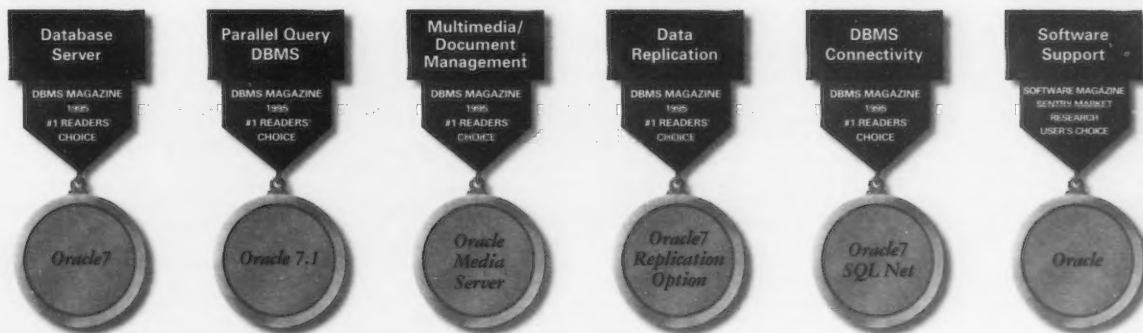 Database
Server
DBMS MAGAZINE
1995
#1 READERS'
CHOICE
Oracle7
Parallel Query
DBMS
DBMS MAGAZINE
1995
#1 READERS'
CHOICE
Oracle 7.1
Multimedia/
Document
Management
DBMS MAGAZINE
1995
#1 READERS'
CHOICE
Oracle
Media
Server
Data
Replication
DBMS MAGAZINE
1995
#1 READERS'
CHOICE
Oracle7
Replication
Option
DBMS
Connectivity
DBMS MAGAZINE
1995
#1 READERS'
CHOICE
Oracle7
SQL Net
Software
Support
SOFTWARE MAGAZINE
SENTRY MARKET
RESEARCH
USER'S CHOICE
Oracle